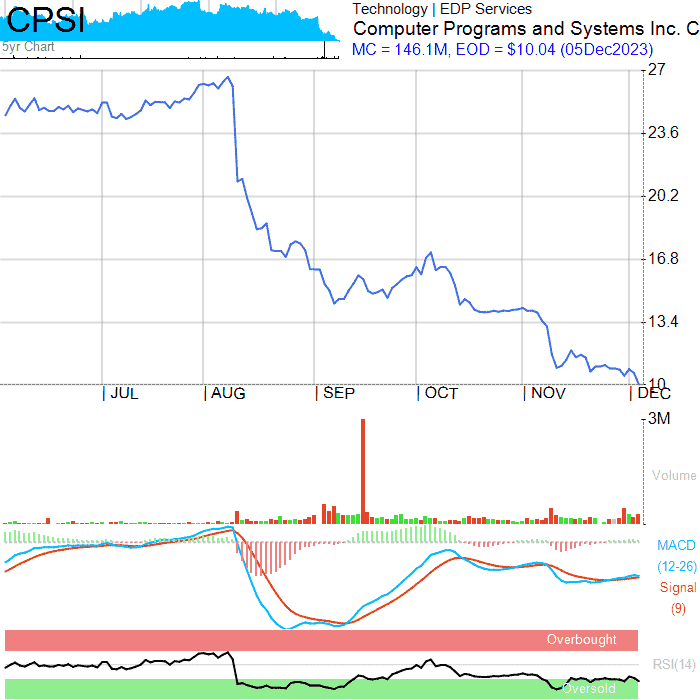 CPSI
5yr Chart
Technology | EDP Services
Computer Programs and Systems Inc. C
MC = 146.1M, EOD = $10.04 (05Dec2023)
27
23.6
20.2
16.8
13.4
10
JUL
AUG
SEP
OCT
NOV
DEC
3M
Volume
MACD
(12-26)
Signal
(9)
Overbought
RSI(14)
Oversold